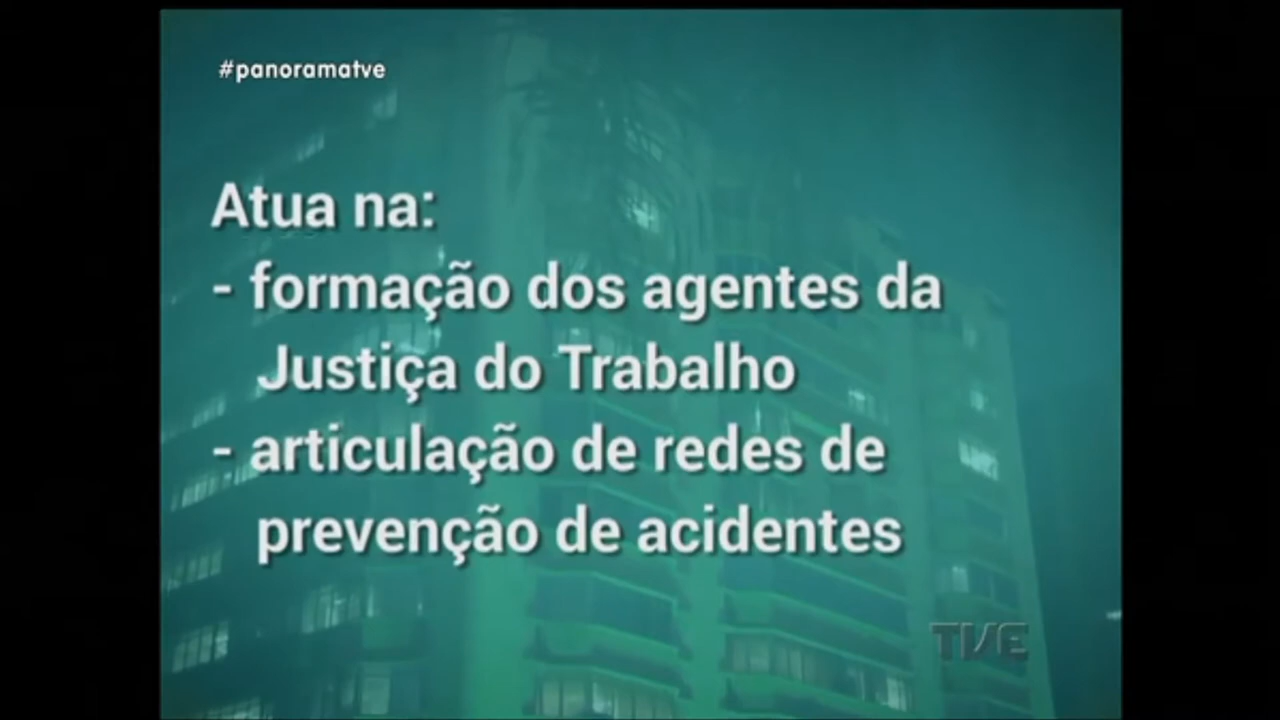 #panoramatve
Atua na:
- formação dos agentes da
Justiça do Trabalho
- articulação de redes de
prevenção de acidentes
TVE